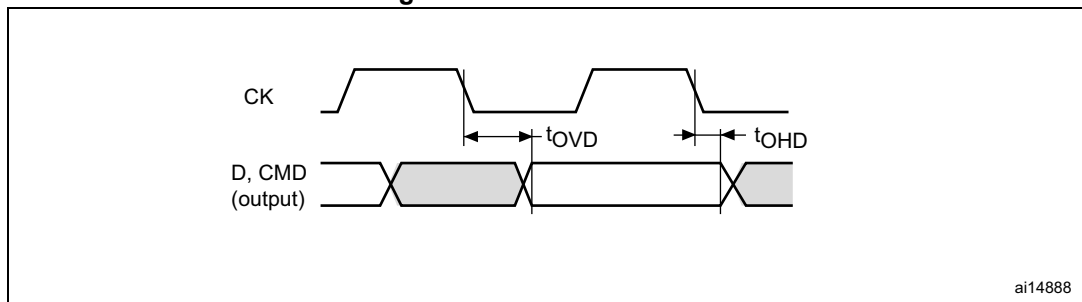 CK
tOVD
tOHD
D, CMD
(output)
ai14888